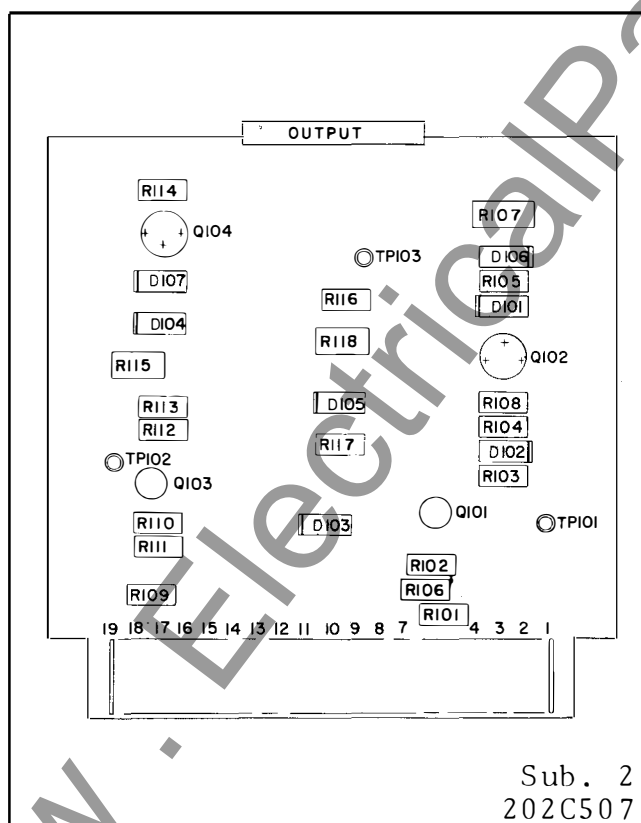 OUTPUT
R114
Q104
R107
TP103
D106
D107
R105
R116
D101
D104
R118
Q102
R115
R113
D105
R108
R112
R104
R117
D102
TP102
Q103
R103
R110
D103
Q101
TP101
R111
R102
R109
R106
R101
19 18 17 16 15 14 13 12 11 10 9 8 7 4 3 2 1
Sub. 2
202C507
w. ElectricalPa